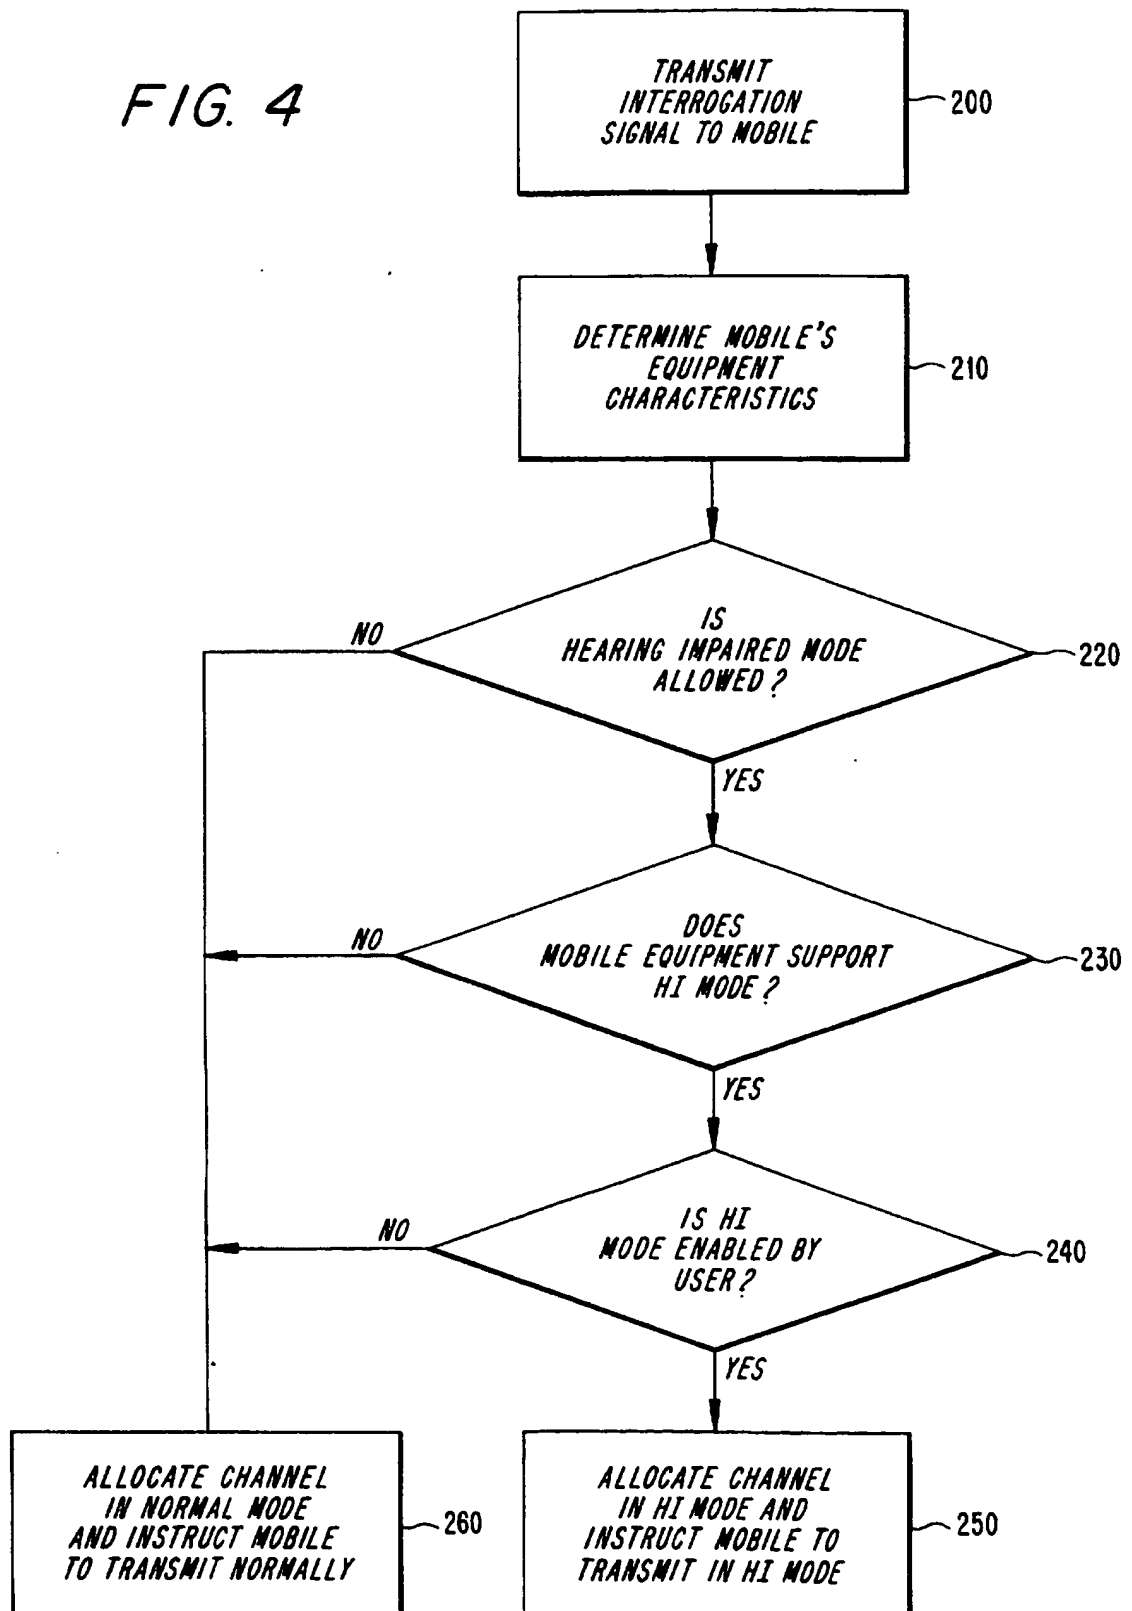 FIG. 4
TRANSMIT
INTERROGATION
SIGNAL TO MOBILE
200
DETERMINE MOBILE'S
EQUIPMENT
CHARACTERISTICS
210
IS
HEARING IMPAIRED MODE
ALLOWED?
220
NO
YES
DOES
MOBILE EQUIPMENT SUPPORT
HI MODE?
230
NO
YES
IS HI
MODE ENABLED BY
USER?
240
NO
YES
ALLOCATE CHANNEL
IN NORMAL MODE
AND INSTRUCT MOBILE
TO TRANSMIT NORMALLY
260
ALLOCATE CHANNEL
IN HI MODE AND
INSTRUCT MOBILE TO
TRANSMIT IN HI MODE
250